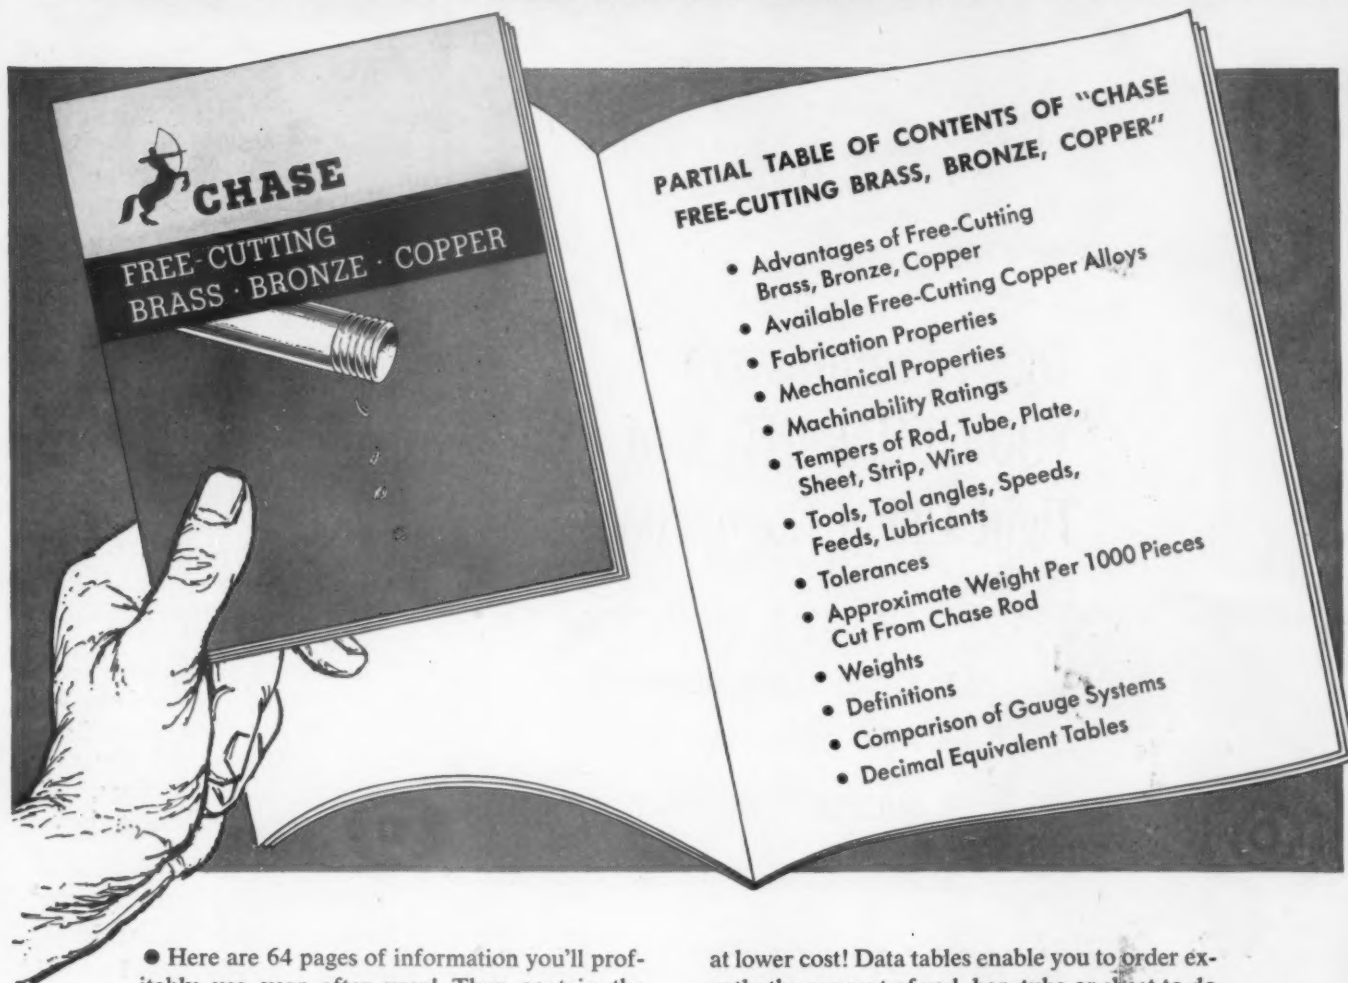 CHASE
FREE-CUTTING
BRASS · BRONZE · COPPER
PARTIAL TABLE OF CONTENTS OF "CHASE
FREE-CUTTING BRASS, BRONZE, COPPER"
• Advantages of Free-Cutting
Brass, Bronze, Copper
• Available Free-Cutting Copper Alloys
• Fabrication Properties
• Mechanical Properties
• Machinability Ratings
• Tempers of Rod, Tube, Plate,
Sheet, Strip, Wire
• Tools, Tool angles, Speeds,
Feeds, Lubricants
• Tolerances
• Approximate Weight Per 1000 Pieces
Cut From Chase Rod
• Weights
• Definitions
• Comparison of Gauge Systems
• Decimal Equivalent Tables
• Here are 64 pages of information you'll prof-
at lower cost! Data tables enable you to order ex-